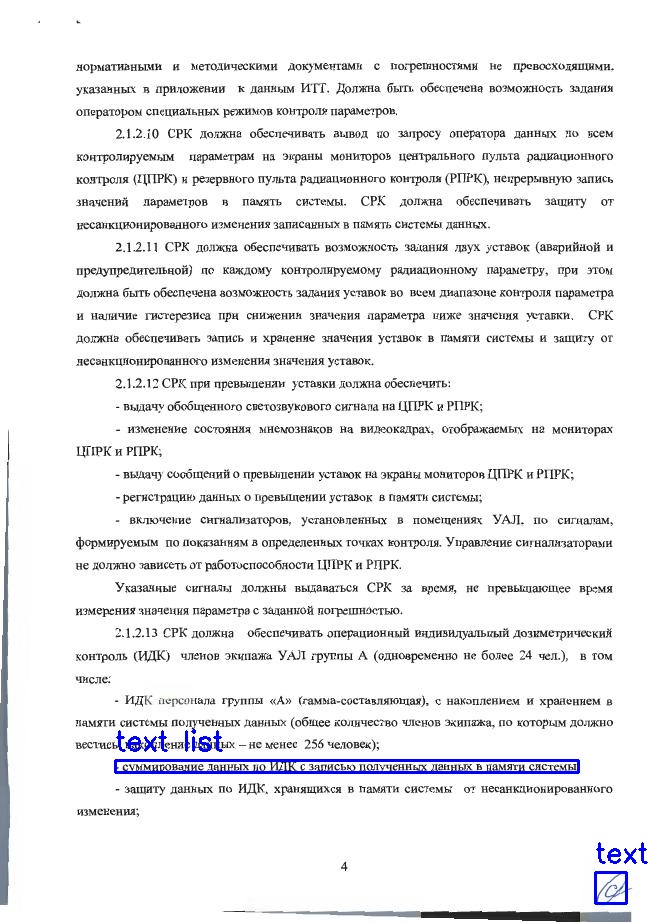 нормативными и методическими документами с погрешностями не превосходящими,
указанных в приложении к данным ИТТ. Должна быть обеспечена возможность задания
оператором специальных режимов контроля параметров.
2.1.2.10 СРК должна обеспечивать вывод по запросу оператора данных по всем
контролируемым параметрам на экраны мониторов центрального пульта радиационного
контроля (ЦПРК) и резервного пульта радиационного контроля (РПРК), непрерывную запись
значений параметров в память системы. СРК должна обеспечивать защиту от
несанкционированного изменения записанных в память системы данных.
2.1.2.11 СРК должна обеспечивать возможность задания двух уставок (аварийной и
предупредительной) по каждому контролируемому радиационному параметру, при этом
должна быть обеспечена возможность задания уставок во всем диапазоне контроля параметра
и наличие гистерезиса при снижении значения параметра ниже значения уставки. СРК
должна обеспечивать запись и хранение значения уставок в памяти системы и защиту от
несанкционированного изменения значения уставок.
2.1.2.12 СРК при превышении уставки должна обеспечить:
- выдачу обобщенного светозвукового сигнала на ЦПРК и РПРК;
- изменение состояния мнемознаков на видеокадрах, отображаемых на мониторах
ЦПРК и РПРК;
- выдачу сообщений о превышении уставок на экраны мониторов ЦПРК и РПРК;
- регистрацию данных о превышении уставок в памяти системы;
- включение сигнализаторов, установленных в помещениях УАЛ, по сигналам,
формируемым по показаниям в определенных точках контроля. Управление сигнализаторами
не должно зависеть от работоспособности ЦПРК и РПРК.
Указанные сигналы должны выдаваться СРК за время, не превышающее время
измерения значения параметра с заданной погрешностью.
2.1.2.13 СРК должна обеспечивать операционный индивидуальный дозиметрический
контроль (ИДК) членов экипажа УАЛ группы А (одновременно не более 24 чел.), в том
числе:
- ИДК персонала группы «А» (гамма-составляющая), с накоплением и хранением в
памяти системы полученных данных (общее количество членов экипажа, по которым должно
вестись данных – не менее 256 человек);
text list
- суммирование данных по ИДК с записью полученных данных в памяти системы
- защиту данных по ИДК, хранящихся в памяти системы от несанкционированного
изменения;
4
text